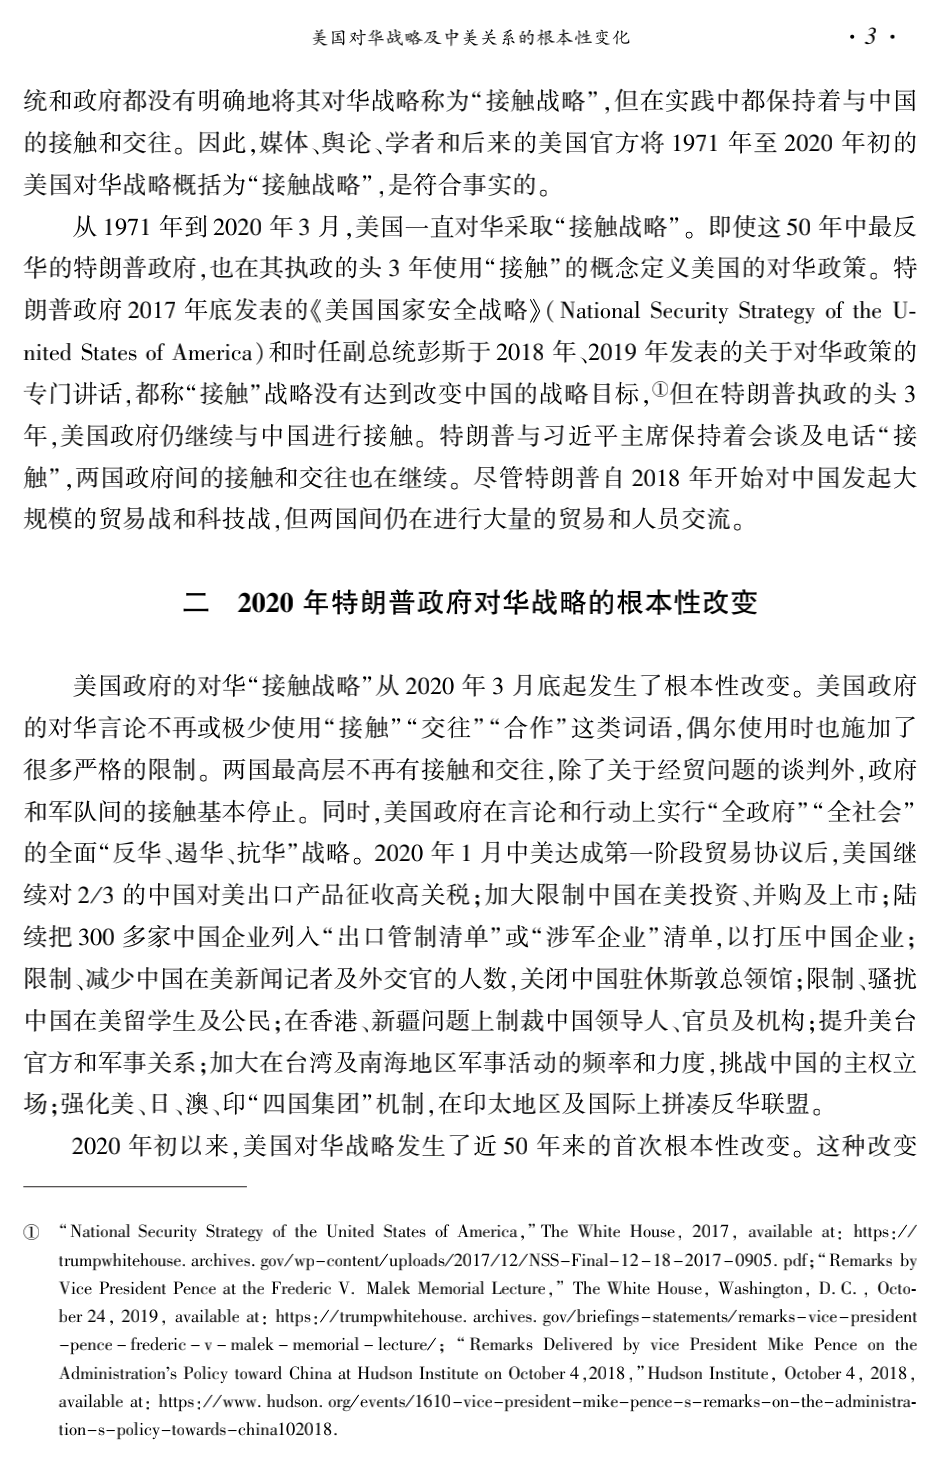 美国对华战略及中美关系的根本性变化 ·3·
统和政府都没有明确地将其对华战略称为“接触战略”,但在实践中都保持着与中国
的接触和交往。因此,媒体、舆论、学者和后来的美国官方将 1971 年至 2020 年初的
美国对华战略概括为“接触战略”,是符合事实的。
从 1971 年到 2020 年 3 月,美国一直对华采取“接触战略”。即使这 50 年中最反
华的特朗普政府,也在其执政的头 3 年使用“接触”的概念定义美国的对华政策。特
朗普政府 2017 年底发表的《美国国家安全战略》(National Security Strategy of the U-
nited States of America)和时任副总统彭斯于 2018 年、2019 年发表的关于对华政策的
专门讲话,都称“接触”战略没有达到改变中国的战略目标,①但在特朗普执政的头 3
年,美国政府仍继续与中国进行接触。特朗普与习近平主席保持着会谈及电话“接
触”,两国政府间的接触和交往也在继续。尽管特朗普自 2018 年开始对中国发起大
规模的贸易战和科技战,但两国间仍在进行大量的贸易和人员交流。
二 2020 年特朗普政府对华战略的根本性改变
美国政府的对华“接触战略”从 2020 年 3 月底起发生了根本性改变。美国政府
的对华言论不再或极少使用“接触”“交往”“合作”这类词语,偶尔使用时也施加了
很多严格的限制。两国最高层不再有接触和交往,除了关于经贸问题的谈判外,政府
和军队间的接触基本停止。同时,美国政府在言论和行动上实行“全政府”“全社会”
的全面“反华、遏华、抗华”战略。2020 年 1 月中美达成第一阶段贸易协议后,美国继
续对 2/3 的中国对美出口产品征收高关税;加大限制中国在美投资、并购及上市;陆
续把 300 多家中国企业列入“出口管制清单”或“涉军企业”清单,以打压中国企业;
限制、减少中国在美新闻记者及外交官的人数,关闭中国驻休斯敦总领馆;限制、骚扰
中国在美留学生及公民;在香港、新疆问题上制裁中国领导人、官员及机构;提升美台
官方和军事关系;加大在台湾及南海地区军事活动的频率和力度,挑战中国的主权立
场;强化美、日、澳、印“四国集团”机制,在印太地区及国际上拼凑反华联盟。
2020 年初以来,美国对华战略发生了近 50 年来的首次根本性改变。这种改变
① “National Security Strategy of the United States of America,” The White House, 2017, available at: https://
trumpwhitehouse. archives. gov/wp-content/uploads/2017/12/NSS-Final-12-18-2017-0905. pdf;“Remarks by
Vice President Pence at the Frederic V. Malek Memorial Lecture,” The White House, Washington, D. C. , Octo-
ber 24, 2019, available at: https://trumpwhitehouse. archives. gov/briefings-statements/remarks-vice-president
-pence-frederic-v-malek-memorial-lecture/; “Remarks Delivered by vice President Mike Pence on the
Administration’s Policy toward China at Hudson Institute on October 4,2018,”Hudson Institute, October 4, 2018,
available at: https://www. hudson. org/events/1610-vice-president-mike-pence-s-remarks-on-the-administra-
tion-s-policy-towards-china102018.